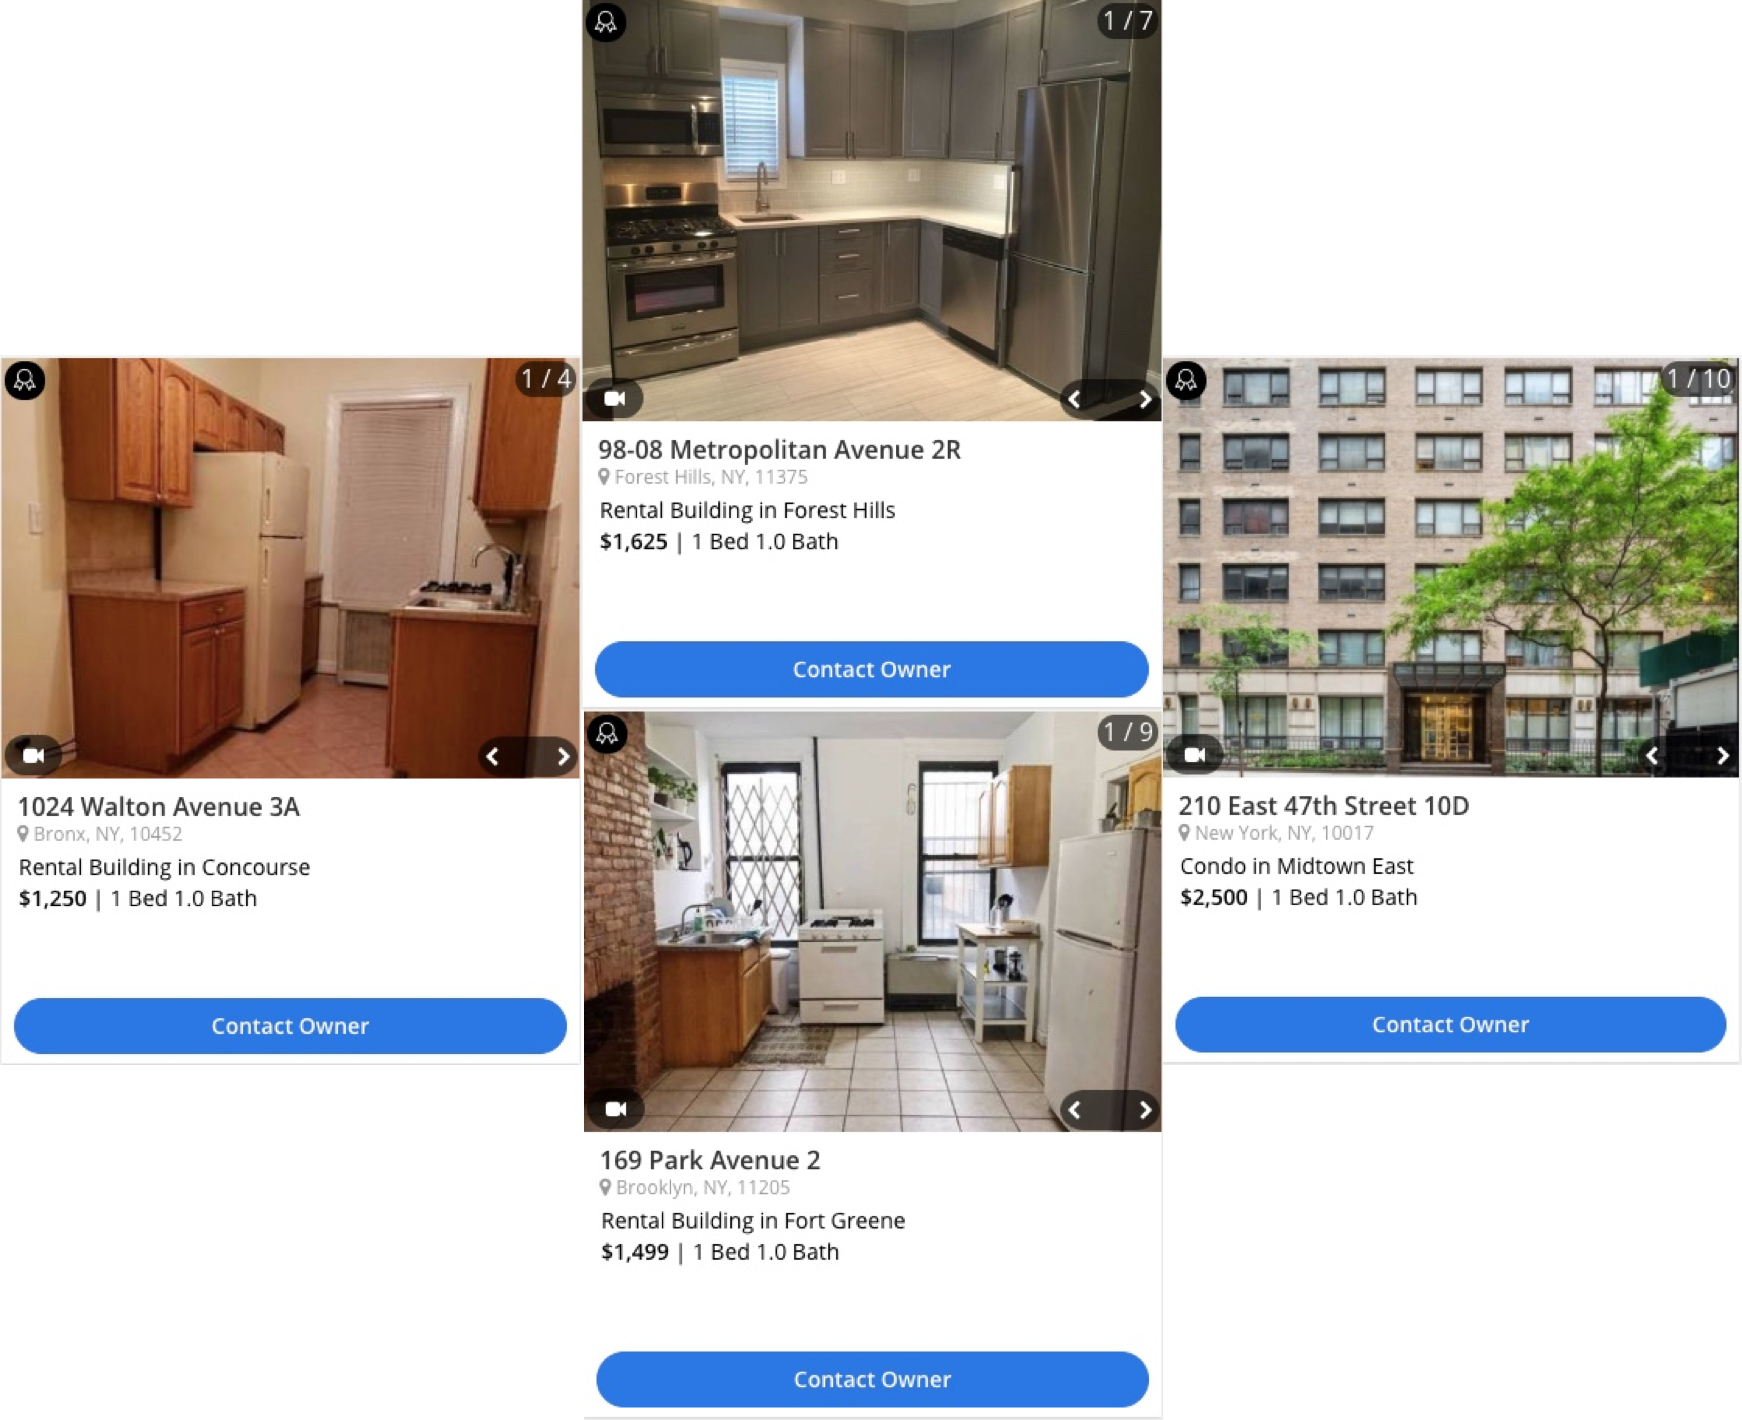 1 / 7
98-08 Metropolitan Avenue 2R
Forest Hills, NY, 11375
Rental Building in Forest Hills
$1,625 | 1 Bed 1.0 Bath
Contact Owner
1 / 4
1024 Walton Avenue 3A
Bronx, NY, 10452
Rental Building in Concourse
$1,250 | 1 Bed 1.0 Bath
Contact Owner
1 / 10
210 East 47th Street 10D
New York, NY, 10017
Condo in Midtown East
$2,500 | 1 Bed 1.0 Bath
Contact Owner
1 / 9
169 Park Avenue 2
Brooklyn, NY, 11205
Rental Building in Fort Greene
$1,499 | 1 Bed 1.0 Bath
Contact Owner